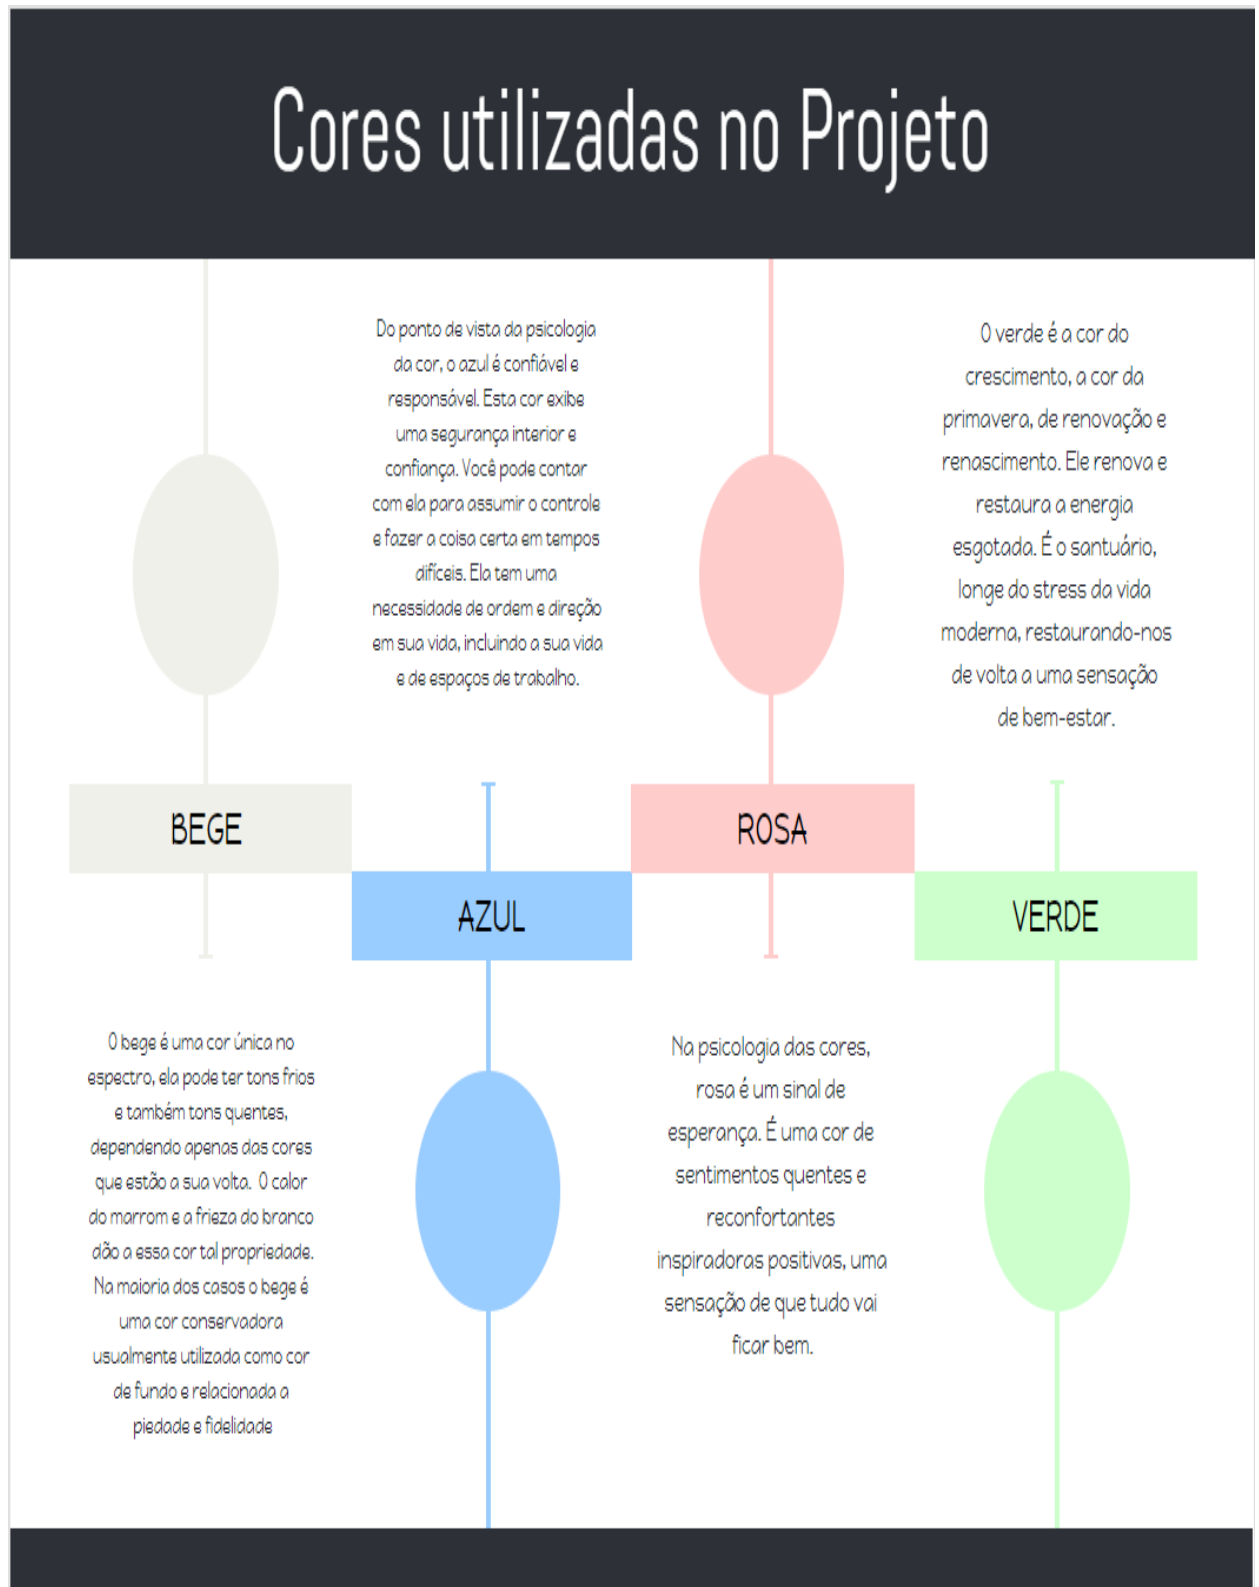 Cores utilizadas no Projeto
Do ponto de vista da psicologia
da cor, o azul é confiável e
responsável. Esta cor exibe
uma segurança interior e
confiança. Você pode contar
com ela para assumir o controle
e fazer a coisa certa em tempos
difíceis. Ela tem uma
necessidade de ordem e direção
em sua vida, incluindo a sua vida
e de espaços de trabalho.
O verde é a cor do
crescimento, a cor da
primavera, de renovação e
renascimento. Ele renova e
restaura a energia
esgotada. É o santuário,
longe do stress da vida
moderna, restaurando-nos
de volta a uma sensação
de bem-estar.
BEGE
AZUL
ROSA
VERDE
O bege é uma cor única no
espectro, ela pode ter tons frios
e também tons quentes,
dependendo apenas das cores
que estão a sua volta. O calor
do marrom e a frieza do branco
dão a essa cor tal propriedade.
Na maioria dos casos o bege é
uma cor conservadora
usualmente utilizada como cor
de fundo e relacionada a
piedade e fidelidade
Na psicologia das cores,
rosa é um sinal de
esperança. É uma cor de
sentimentos quentes e
reconfortantes
inspiradoras positivas, uma
sensação de que tudo vai
ficar bem.